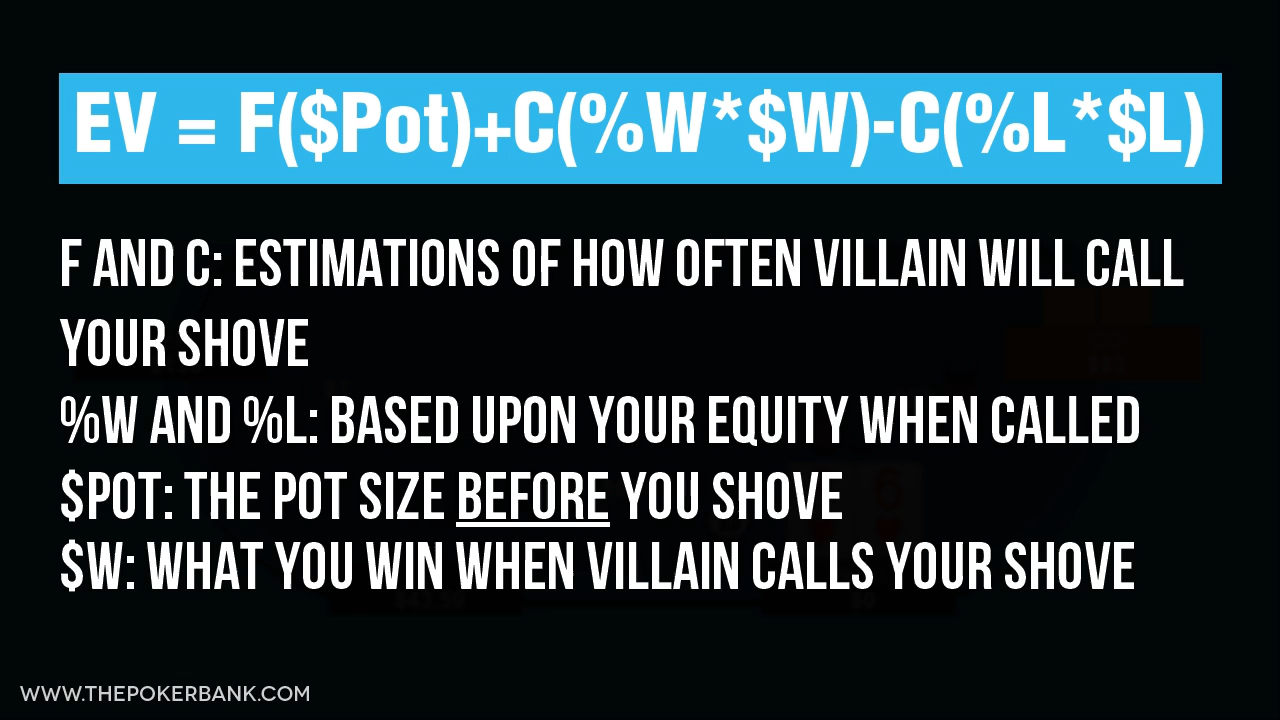 EV = F($Pot)+C(%W*$W)-C(%L*$L)
F AND C: ESTIMATIONS OF HOW OFTEN VILLAIN WILL CALL
YOUR SHOVE
%W AND %L: BASED UPON YOUR EQUITY WHEN CALLED
$POT: THE POT SIZE BEFORE YOU SHOVE
$W: WHAT YOU WIN WHEN VILLAIN CALLS YOUR SHOVE
WWW.THEPOKERBANK.COM